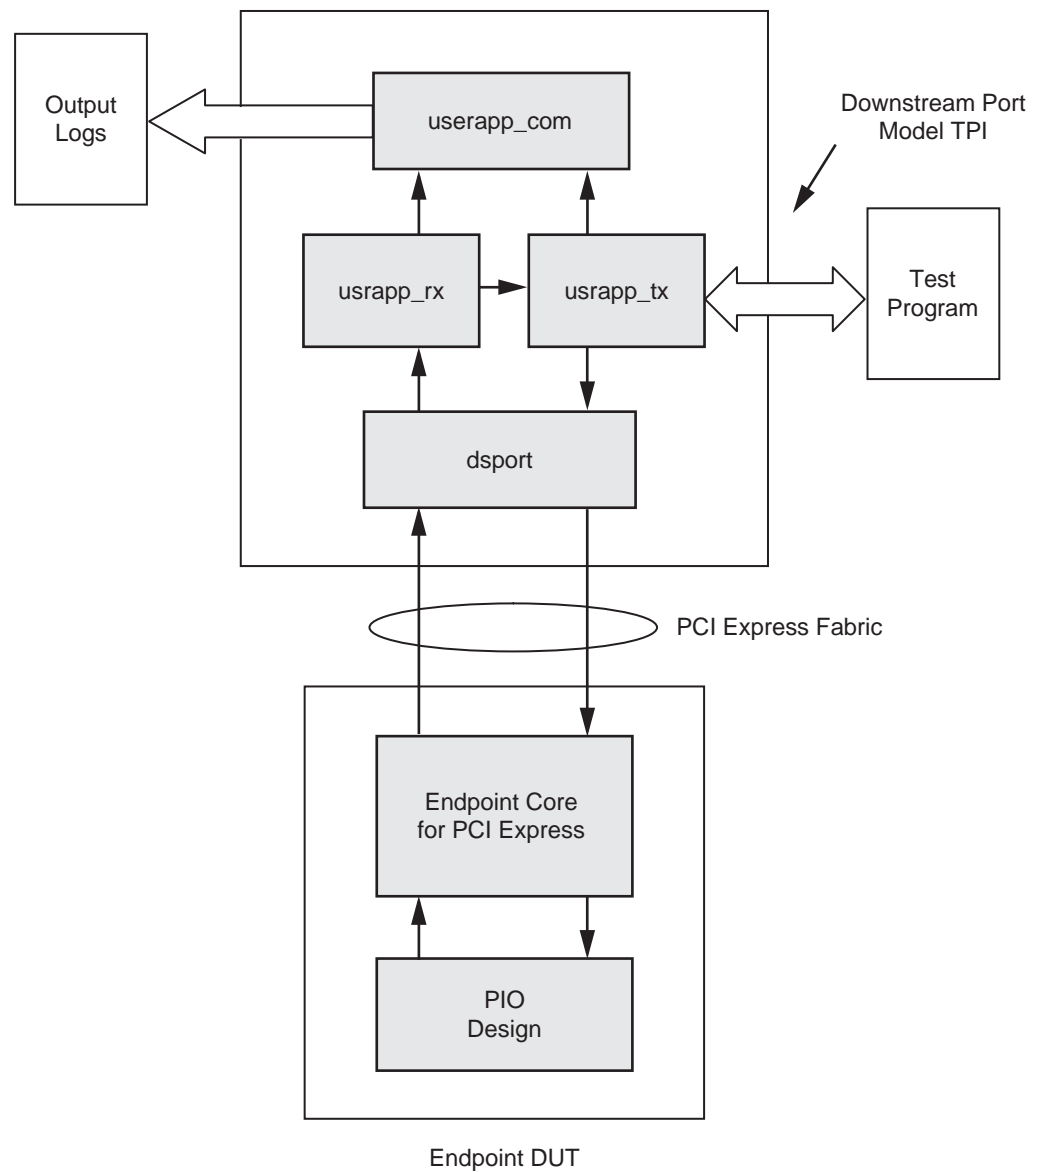 Output
Logs
userapp_com
Downstream Port
Model TPI
usrapp_rx
usrapp_tx
Test
Program
dsport
PCI Express Fabric
Endpoint Core
for PCI Express
PIO
Design
Endpoint DUT